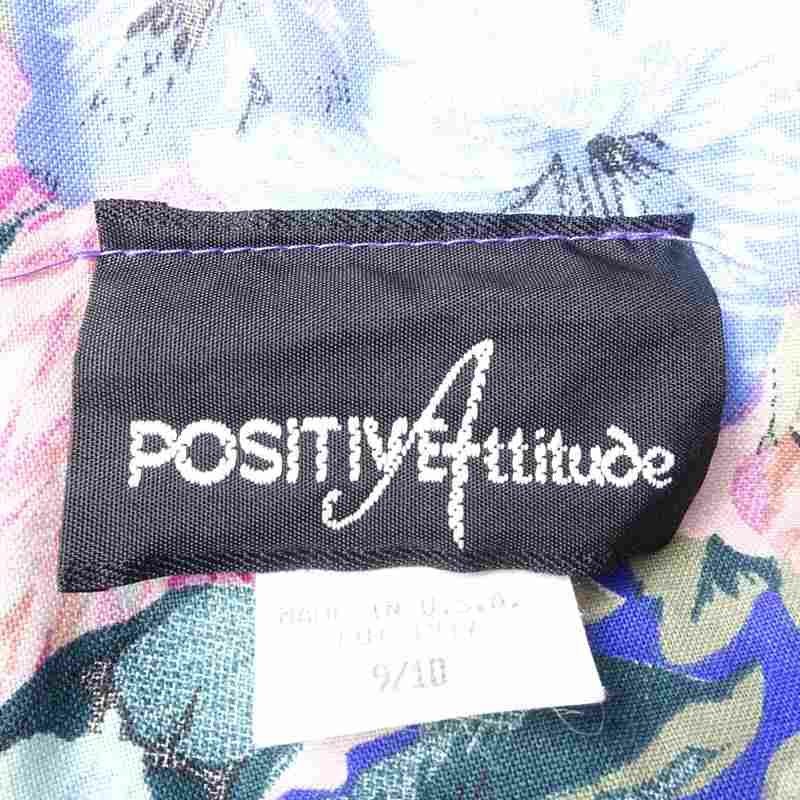 POSITIVE Attitude
MADE IN U.S.A.
9/10